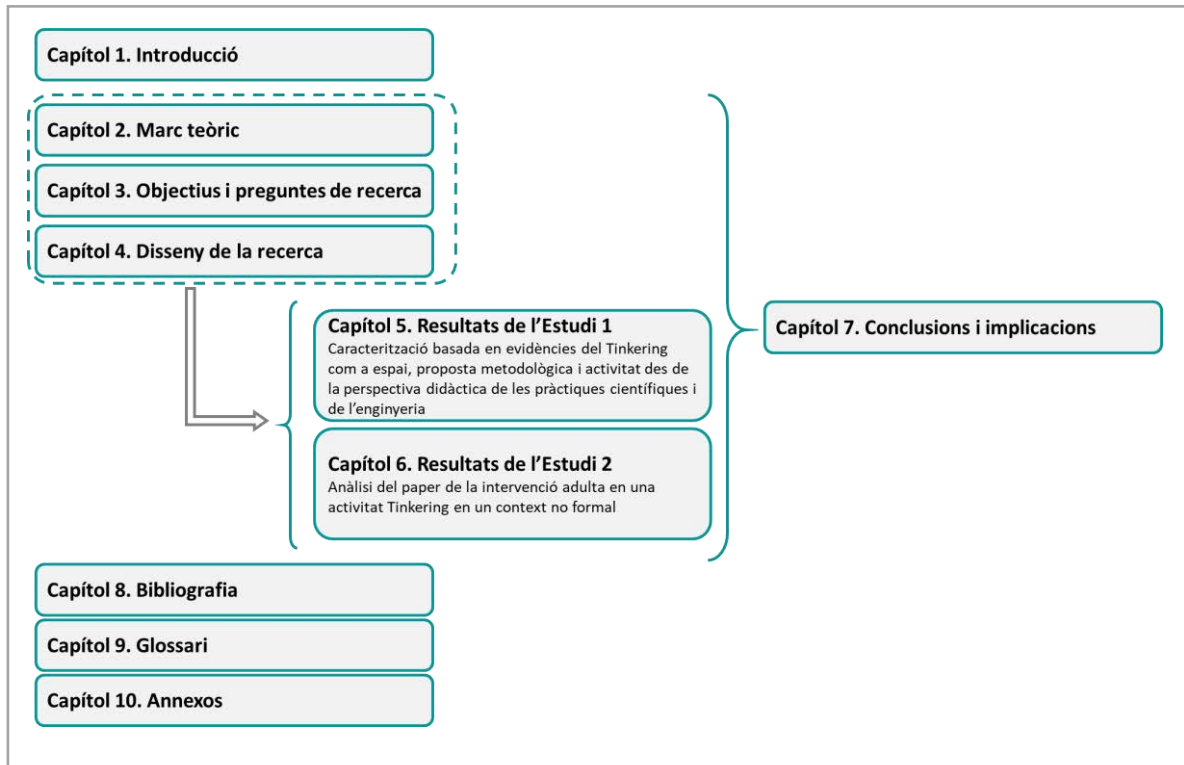 Capítol 1. Introducció
Capítol 2. Marc teòric
Capítol 3. Objectius i preguntes de recerca
Capítol 4. Disseny de la recerca
Capítol 5. Resultats de l’Estudi 1
Caracterització basada en evidències del Tinkering
com a espai, proposta metodològica i activitat des de
la perspectiva didàctica de les pràctiques científiques i
de l’enginyeria
Capítol 6. Resultats de l’Estudi 2
Anàlisi del paper de la intervenció adulta en una
activitat Tinkering en un context no formal
Capítol 7. Conclusions i implicacions
Capítol 8. Bibliografia
Capítol 9. Glossari
Capítol 10. Annexos